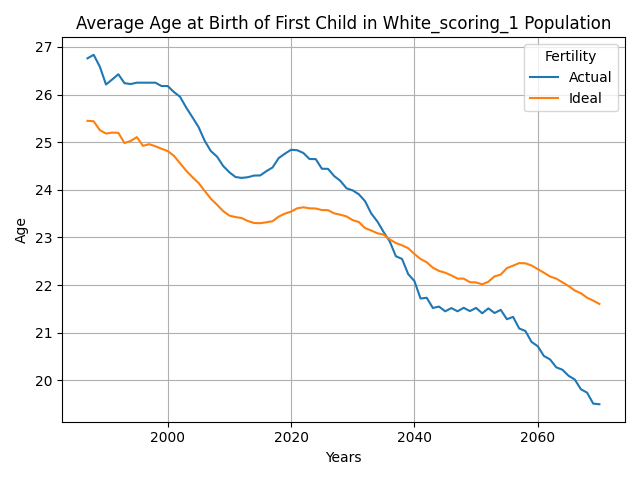 Average Age at Birth of First Child in White_scoring_1 Population
Fertility
Actual
Ideal
Age
27
26
25
24
23
22
21
20
2000 2020 2040 2060
Years